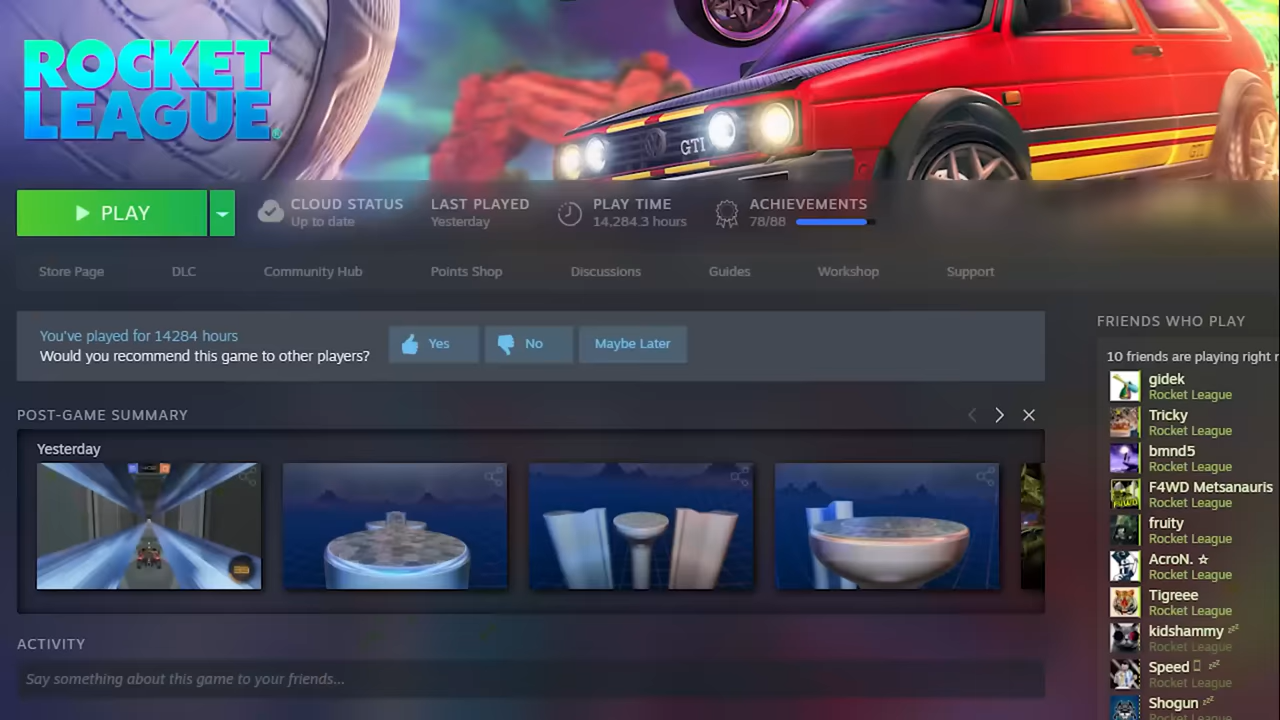 ROCKET
LEAGUE®
GTI
PLAY
CLOUD STATUS
Up to date
LAST PLAYED
Yesterday
PLAY TIME
14,284.3 hours
ACHIEVEMENTS
78/88
Store Page
DLC
Community Hub
Points Shop
Discussions
Guides
Workshop
Support
You've played for 14284 hours
Would you recommend this game to other players?
Yes
No
Maybe Later
POST-GAME SUMMARY
Yesterday
ACTIVITY
Say something about this game to your friends...
FRIENDS WHO PLAY
10 friends are playing right
gidek
Rocket League
Tricky
Rocket League
bmnd5
Rocket League
F4WD Metsanauris
Rocket League
fruity
Rocket League
AcroN. ☆
Rocket League
Tigreee
Rocket League
kidshammy zzz
Rocket League
Speed zzz
Rocket League
Shogun zzz
Rocket League